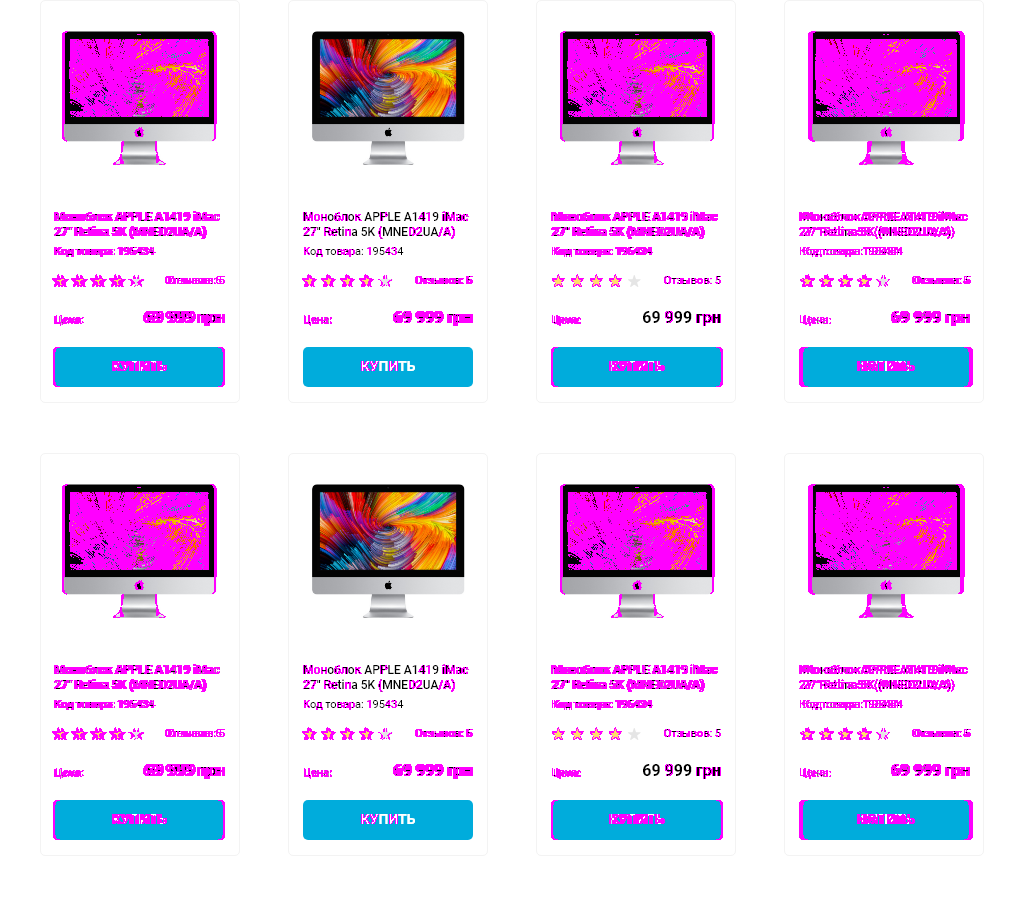 Моноблок APPLE A1419 iMac
27" Retina 5K (MNED2UA/A)
Код товара: 195434
Отзывов: 5
Цена: 69 999 грн
КУПИТЬ
Моноблок APPLE A1419 iMac
27" Retina 5K (MNED2UA/A)
Код товара: 195434
Отзывов: 5
Цена: 69 999 грн
КУПИТЬ
Моноблок APPLE A1419 iMac
27" Retina 5K (MNED2UA/A)
Код товара: 195434
Отзывов: 5
Цена: 69 999 грн
КУПИТЬ
Моноблок APPLE A1419 iMac
27" Retina 5K (MNED2UA/A)
Код товара: 195434
Отзывов: 5
Цена: 69 999 грн
КУПИТЬ
Моноблок APPLE A1419 iMac
27" Retina 5K (MNED2UA/A)
Код товара: 195434
Отзывов: 5
Цена: 69 999 грн
КУПИТЬ
Моноблок APPLE A1419 iMac
27" Retina 5K (MNED2UA/A)
Код товара: 195434
Отзывов: 5
Цена: 69 999 грн
КУПИТЬ
Моноблок APPLE A1419 iMac
27" Retina 5K (MNED2UA/A)
Код товара: 195434
Отзывов: 5
Цена: 69 999 грн
КУПИТЬ
Моноблок APPLE A1419 iMac
27" Retina 5K (MNED2UA/A)
Код товара: 195434
Отзывов: 5
Цена: 69 999 грн
КУПИТЬ